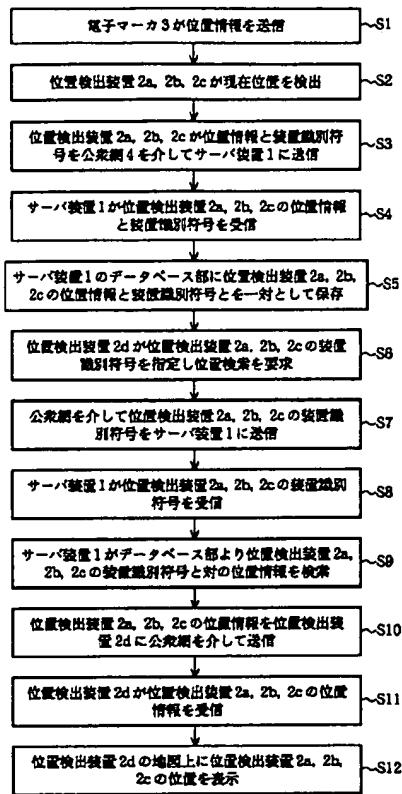 電子マーカ3が位置情報を送信
S1
位置検出装置2a, 2b, 2cが現在位置を検出
S2
位置検出装置2a, 2b, 2cが位置情報と装置識別符
号を公衆網4を介してサーバ装置1に送信
S3
サーバ装置1が位置検出装置2a, 2b, 2cの位置情報
と装置識別符号を受信
S4
サーバ装置1のデータベース部に位置検出装置2a, 2b,
2cの位置情報と装置識別符号とを一対として保存
S5
位置検出装置2dが位置検出装置2a, 2b, 2cの装置
識別符号を指定し位置検索を要求
S6
公衆網を介して位置検出装置2a, 2b, 2cの装置識
別符号をサーバ装置1に送信
S7
サーバ装置1が位置検出装置2a, 2b, 2cの装置識別
符号を受信
S8
サーバ装置1がデータベース部より位置検出装置2a,
2b, 2cの装置識別符号と対の位置情報を検索
S9
位置検出装置2a, 2b, 2cの位置情報を位置検出装
置2dに公衆網を介して送信
S10
位置検出装置2dが位置検出装置2a, 2b, 2cの位置
情報を受信
S11
位置検出装置2dの地図上に位置検出装置2a, 2b,
2cの位置を表示
S12